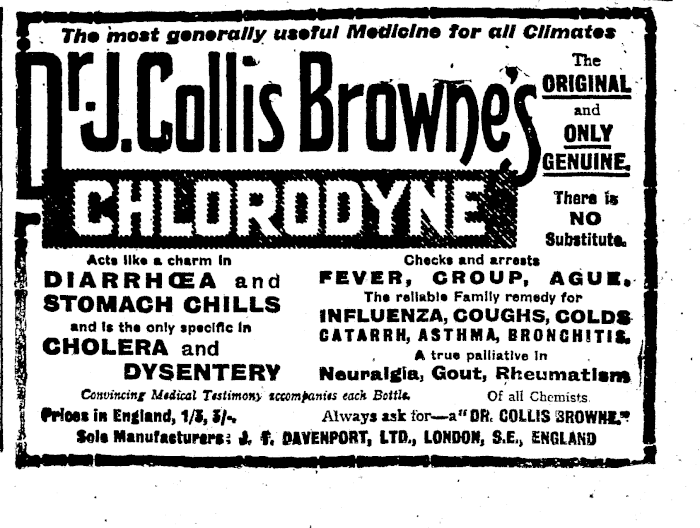 The most generally useful Medicine for all Climates
Dr. J. Collis Browne's
CHLORODYNE
The
ORIGINAL
and
ONLY
GENUINE.
There is
NO
Substitute.
Acts like a charm in
DIARRHŒA and
STOMACH CHILLS
and is the only specific in
CHOLERA and
DYSENTERY
Checks and arrests
FEVER, CROUP, AGUE.
The reliable Family remedy for
INFLUENZA, COUGHS, COLDS
CATARRH, ASTHMA, BRONCHITIS.
A true palliative in
Neuralgia, Gout, Rheumatism
Convincing Medical Testimony accompanies each Bottle.
Of all Chemists.
Prices in England, 1/3, 3/-.
Always ask for—a "DR. COLLIS BROWNE."
Sole Manufacturers: J. T. DAVENPORT, LTD., LONDON, S.E., ENGLAND